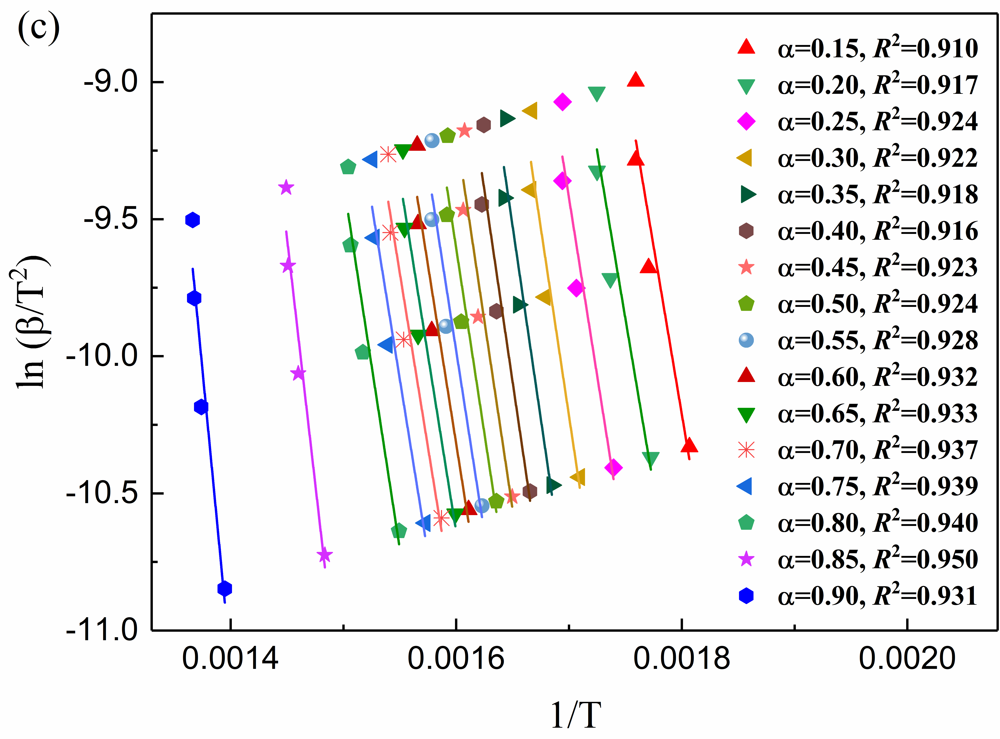 (c)
α=0.15, R²=0.910
α=0.20, R²=0.917
α=0.25, R²=0.924
α=0.30, R²=0.922
α=0.35, R²=0.918
α=0.40, R²=0.916
α=0.45, R²=0.923
α=0.50, R²=0.924
α=0.55, R²=0.928
α=0.60, R²=0.932
α=0.65, R²=0.933
α=0.70, R²=0.937
α=0.75, R²=0.939
α=0.80, R²=0.940
α=0.85, R²=0.950
α=0.90, R²=0.931
-9.0
-9.5
-10.0
-10.5
-11.0
ln (β/T²)
0.0014 0.0016 0.0018 0.0020
1/T